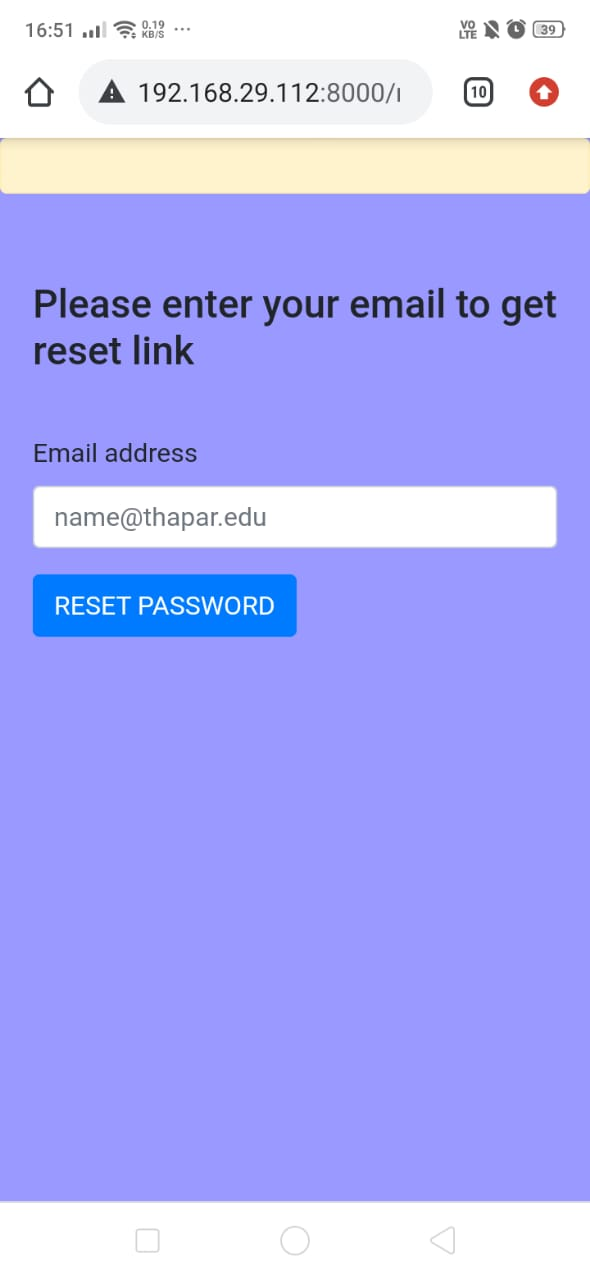 16:51 0.19 KB/S ... VO LTE 39
192.168.29.112:8000/ 10
Please enter your email to get
reset link
Email address
name@thapar.edu
RESET PASSWORD